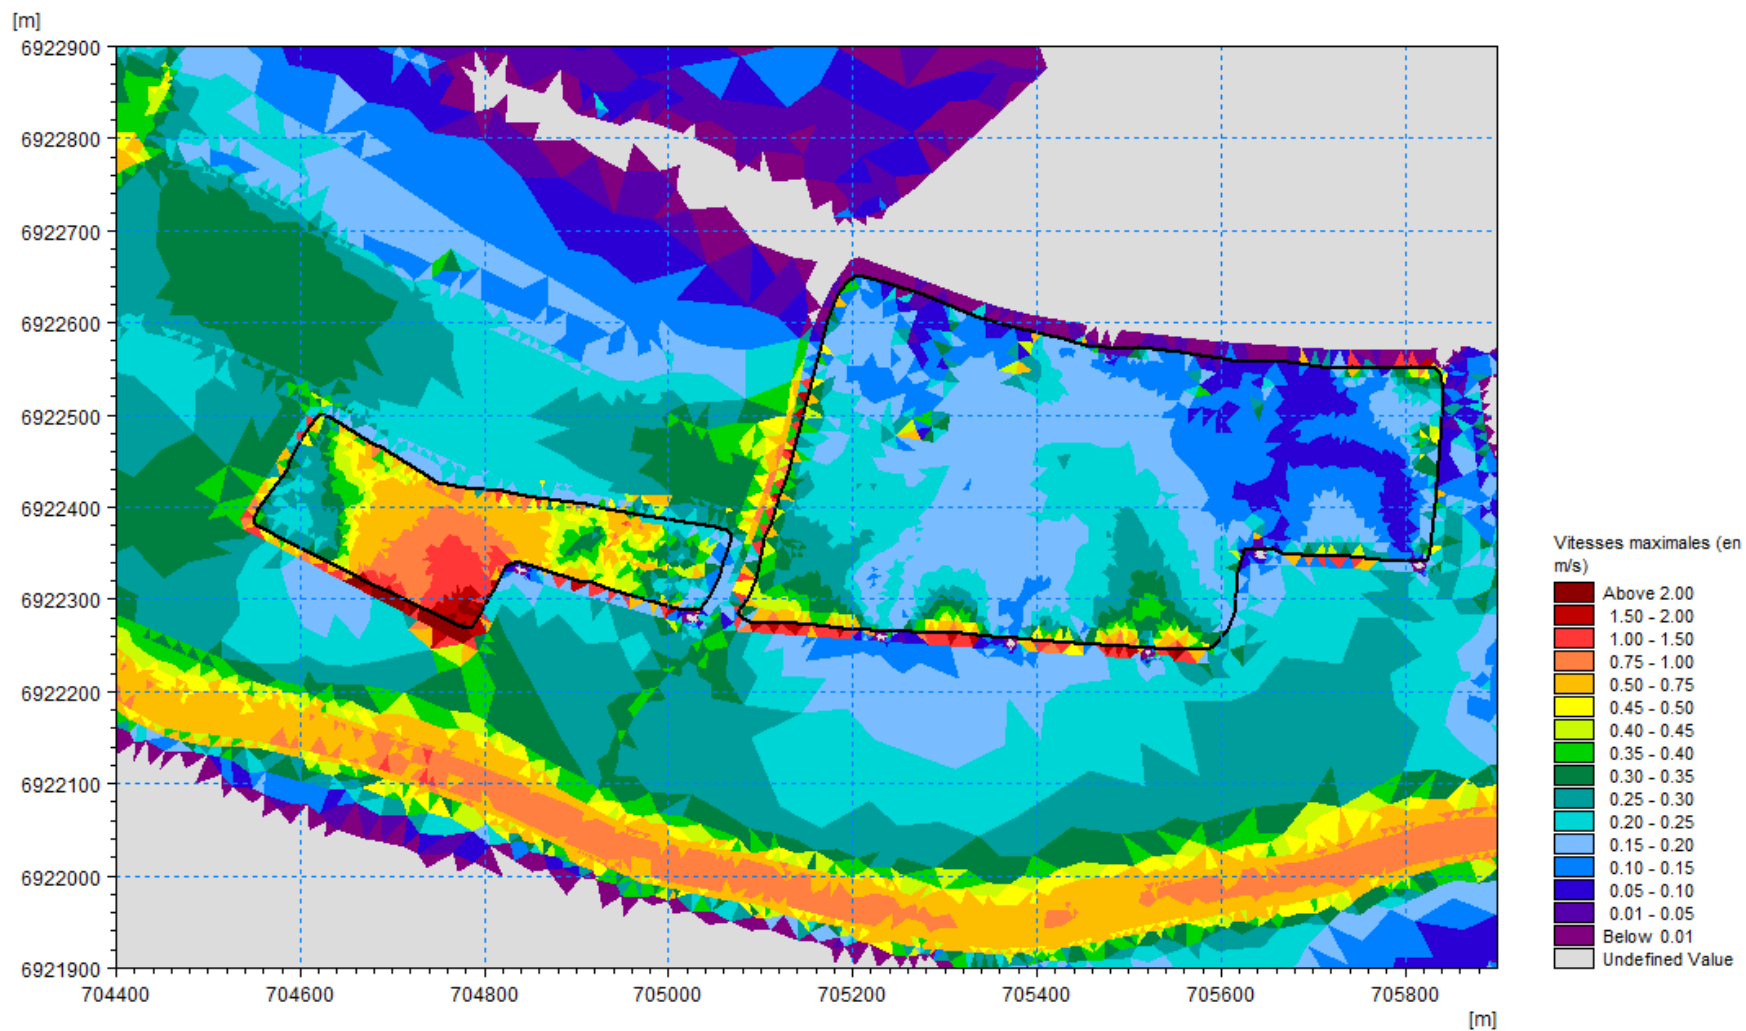 [m]
6922900
6922800
6922700
6922600
6922500
6922400
6922300
6922200
6922100
6922000
6921900
704400 704600 704800 705000 705200 705400 705600 705800
[m]
Vitesses maximales (en
m/s)
Above 2.00
1.50 - 2.00
1.00 - 1.50
0.75 - 1.00
0.50 - 0.75
0.45 - 0.50
0.40 - 0.45
0.35 - 0.40
0.30 - 0.35
0.25 - 0.30
0.20 - 0.25
0.15 - 0.20
0.10 - 0.15
0.05 - 0.10
0.01 - 0.05
Below 0.01
Undefined Value